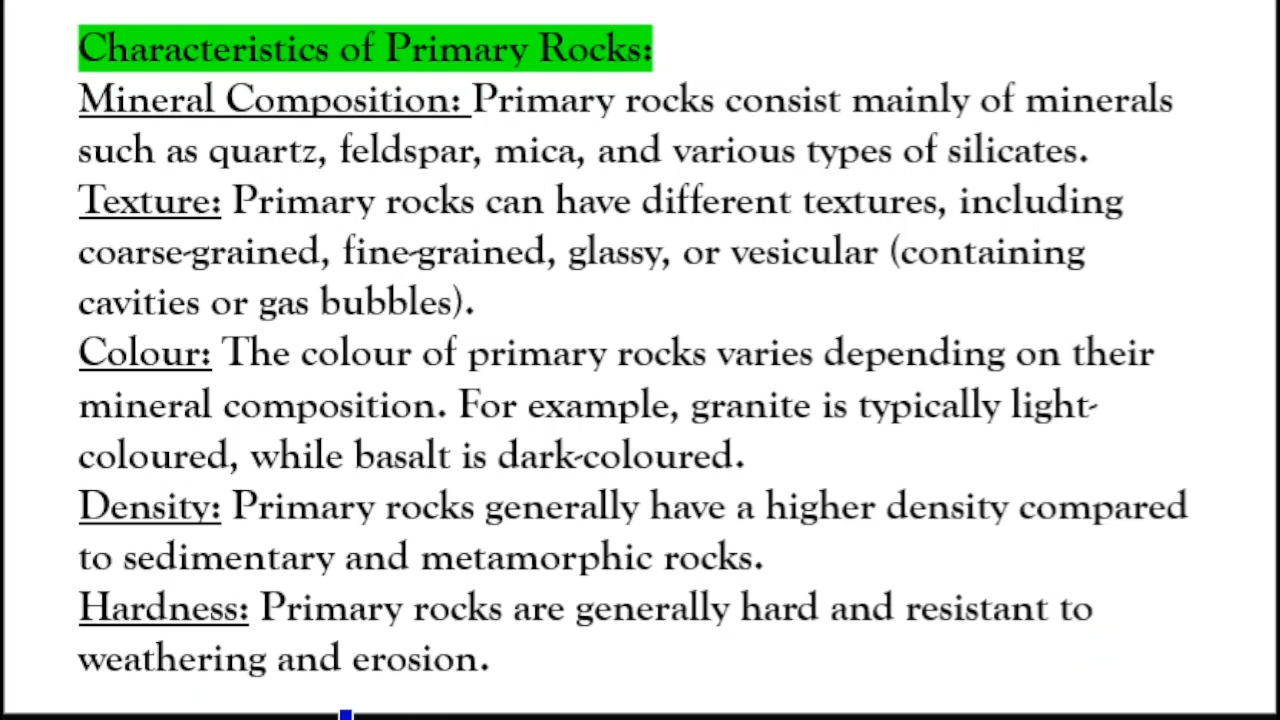 Characteristics of Primary Rocks:
Mineral Composition: Primary rocks consist mainly of minerals
such as quartz, feldspar, mica, and various types of silicates.
Texture: Primary rocks can have different textures, including
coarse-grained, fine-grained, glassy, or vesicular (containing
cavities or gas bubbles).
Colour: The colour of primary rocks varies depending on their
mineral composition. For example, granite is typically light-
coloured, while basalt is dark-coloured.
Density: Primary rocks generally have a higher density compared
to sedimentary and metamorphic rocks.
Hardness: Primary rocks are generally hard and resistant to
weathering and erosion.